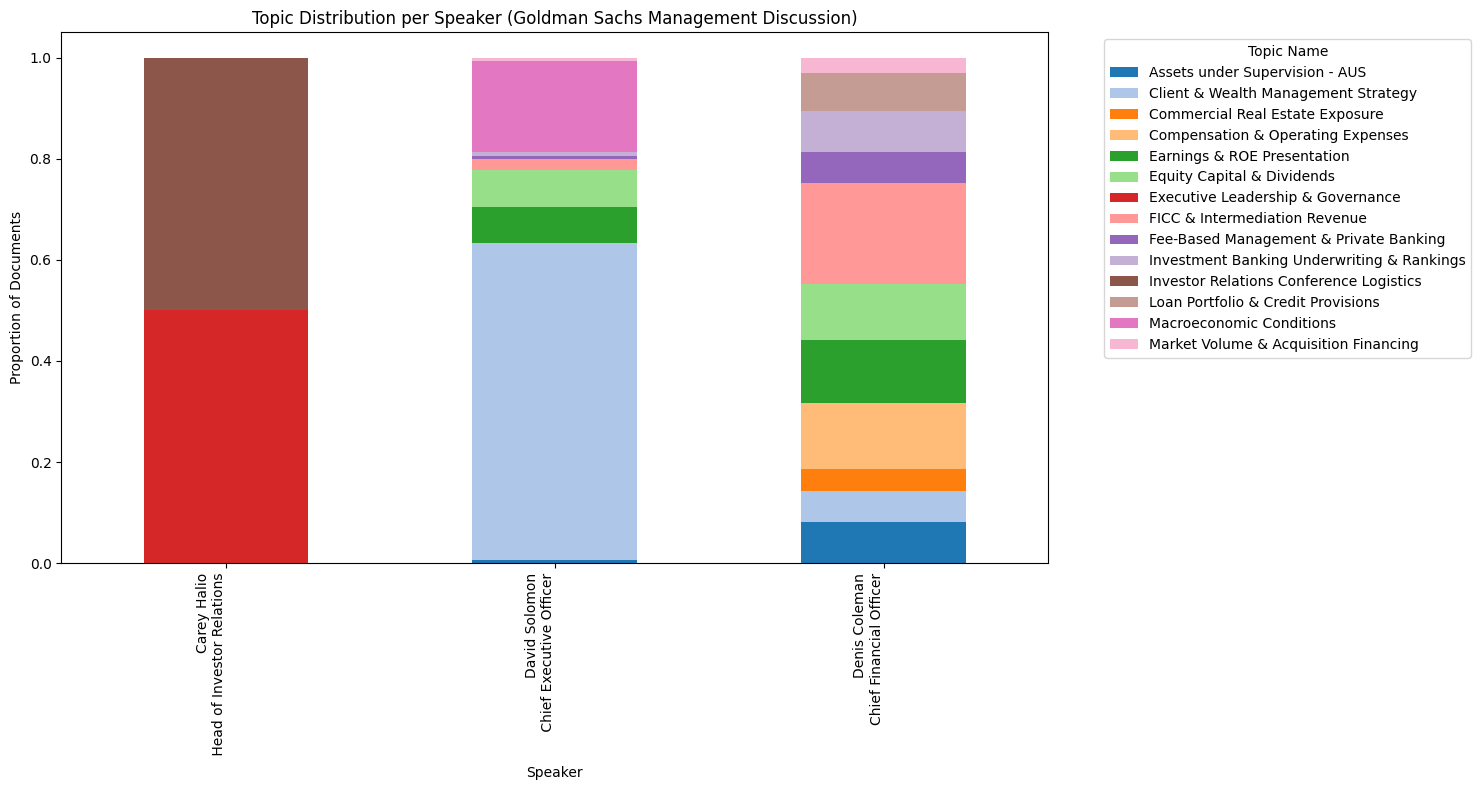 Topic Distribution per Speaker (Goldman Sachs Management Discussion)
Proportion of Documents
1.0
0.8
0.6
0.4
0.2
0.0
Carey Halio
Head of Investor Relations
David Solomon
Chief Executive Officer
Denis Coleman
Chief Financial Officer
Speaker
Topic Name
Assets under Supervision - AUS
Client & Wealth Management Strategy
Commercial Real Estate Exposure
Compensation & Operating Expenses
Earnings & ROE Presentation
Equity Capital & Dividends
Executive Leadership & Governance
FICC & Intermediation Revenue
Fee-Based Management & Private Banking
Investment Banking Underwriting & Rankings
Investor Relations Conference Logistics
Loan Portfolio & Credit Provisions
Macroeconomic Conditions
Market Volume & Acquisition Financing